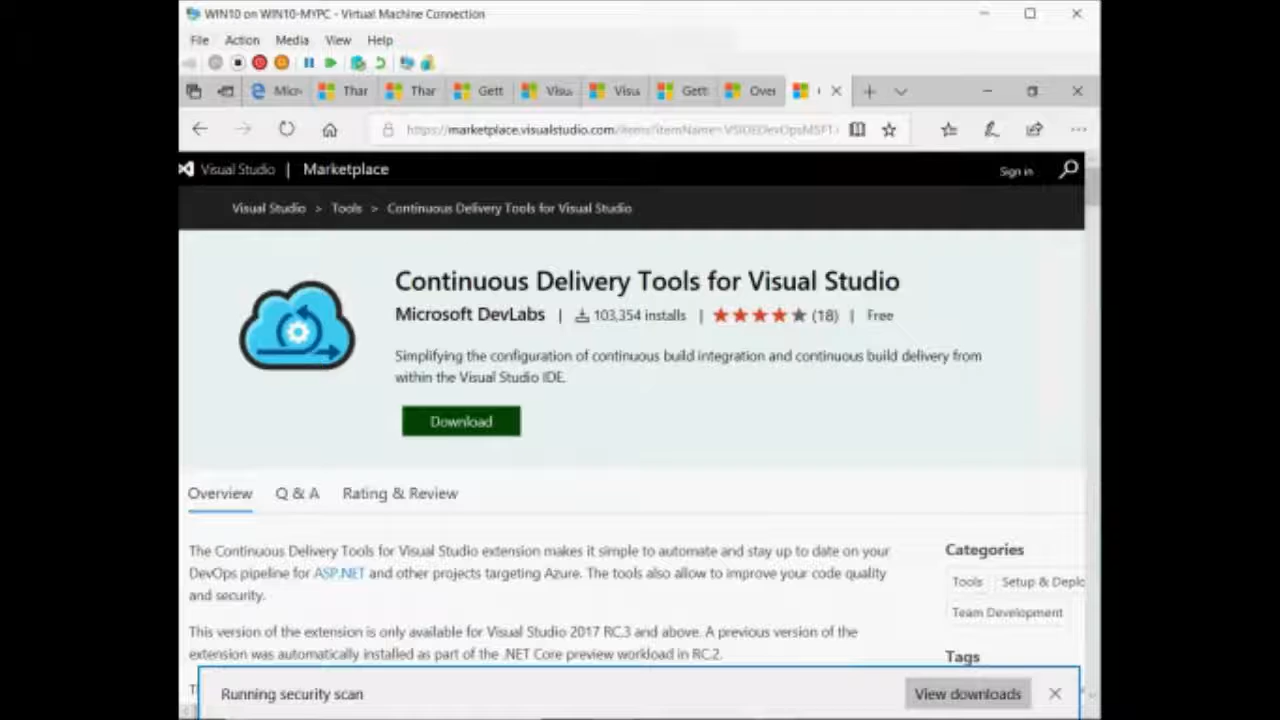 WIN10 on WIN10-MYPC - Virtual Machine Connection
File Action Media View Help
Micr Thar Thar Gett Visua Visua Gett Over
https://marketplace.visualstudio.com/items?itemName=VSIDEDevOpsMSFT.
Visual Studio | Marketplace
Sign in
Visual Studio > Tools > Continuous Delivery Tools for Visual Studio
Continuous Delivery Tools for Visual Studio
Microsoft DevLabs | 103,354 installs | (18) | Free
Simplifying the configuration of continuous build integration and continuous build delivery from
within the Visual Studio IDE.
Download
Overview Q & A Rating & Review
The Continuous Delivery Tools for Visual Studio extension makes it simple to automate and stay up to date on your
DevOps pipeline for ASP.NET and other projects targeting Azure. The tools also allow to improve your code quality
and security.
This version of the extension is only available for Visual Studio 2017 RC.3 and above. A previous version of the
extension was automatically installed as part of the .NET Core preview workload in RC.2.
Categories
Tools Setup & Deplo
Team Development
Tags
Running security scan
View downloads